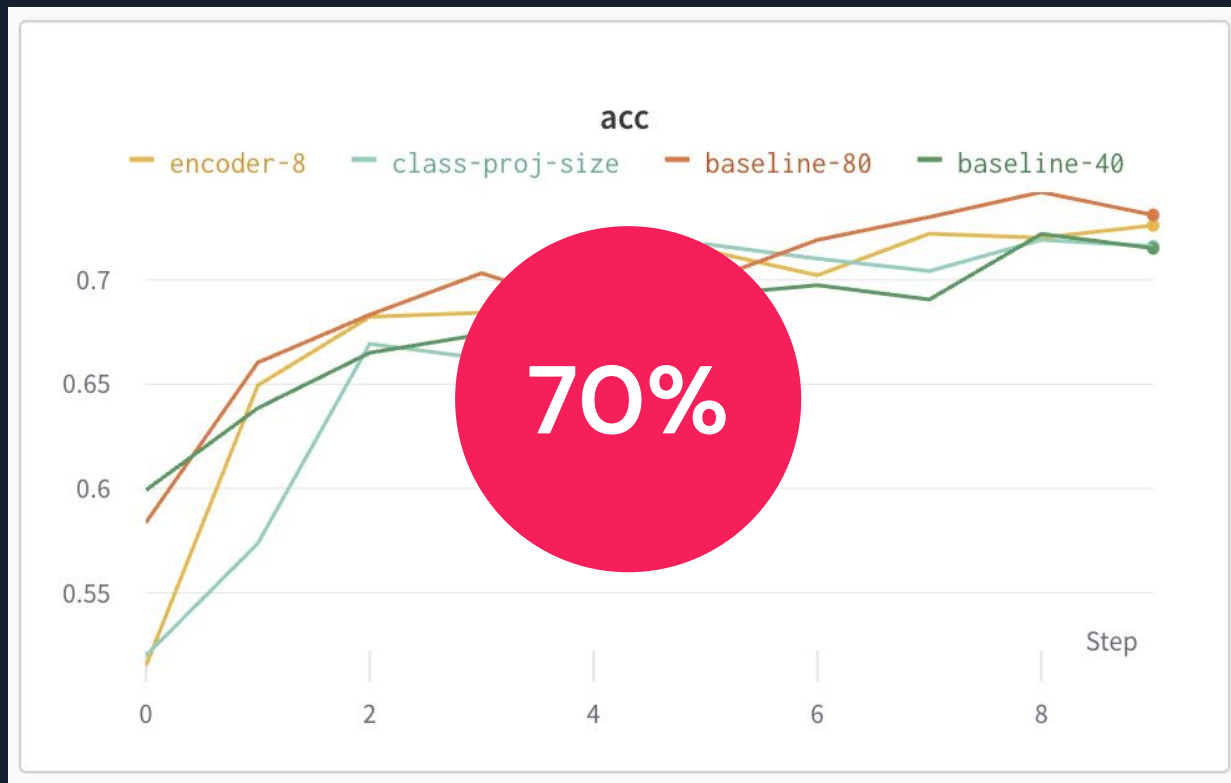 acc
encoder-8 class-proj-size baseline-80 baseline-40
0.7
0.65
70%
0.6
0.55
Step
0 2 4 6 8